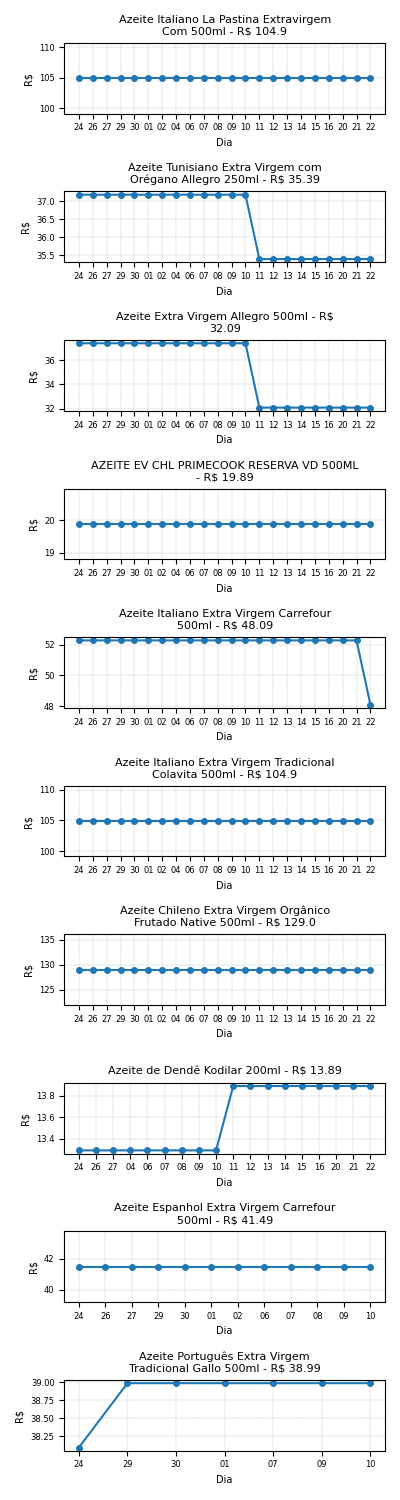 Azeite Italiano La Pastina Extravirgem
Com 500ml - R$ 104.9
110
105
100
R$
24 26 27 29 30 01 02 04 06 07 08 09 10 11 12 13 14 15 16 20 21 22
Dia
Azeite Tunisiano Extra Virgem com
Orégano Allegro 250ml - R$ 35.39
37.0
36.5
36.0
35.5
R$
24 26 27 29 30 01 02 04 06 07 08 09 10 11 12 13 14 15 16 20 21 22
Dia
Azeite Extra Virgem Allegro 500ml - R$
32.09
36
34
32
R$
24 26 27 29 30 01 02 04 06 07 08 09 10 11 12 13 14 15 16 20 21 22
Dia
AZEITE EV CHL PRIMECOOK RESERVA VD 500ML
- R$ 19.89
20
19
R$
24 26 27 29 30 01 02 04 06 07 08 09 10 11 12 13 14 15 16 20 21 22
Dia
Azeite Italiano Extra Virgem Carrefour
500ml - R$ 48.09
52
50
48
R$
24 26 27 29 30 01 02 04 06 07 08 09 10 11 12 13 14 15 16 20 21 22
Dia
Azeite Italiano Extra Virgem Tradicional
Colavita 500ml - R$ 104.9
110
105
100
R$
24 26 27 29 30 01 02 04 06 07 08 09 10 11 12 13 14 15 16 20 21 22
Dia
Azeite Chileno Extra Virgem Orgânico
Frutado Native 500ml - R$ 129.0
135
130
125
R$
24 26 27 29 30 01 02 04 06 07 08 09 10 11 12 13 14 15 16 20 21 22
Dia
Azeite de Dendê Kodilar 200ml - R$ 13.89
13.8
13.6
13.4
R$
24 26 27 04 06 07 08 09 10 11 12 13 14 15 16 20 21 22
Dia
Azeite Espanhol Extra Virgem Carrefour
500ml - R$ 41.49
42
40
R$
24 26 27 29 30 01 02 06 07 08 09 10
Dia
Azeite Português Extra Virgem
Tradicional Gallo 500ml - R$ 38.99
39.00
38.75
38.50
38.25
R$
24 29 30 01 07 09 10
Dia